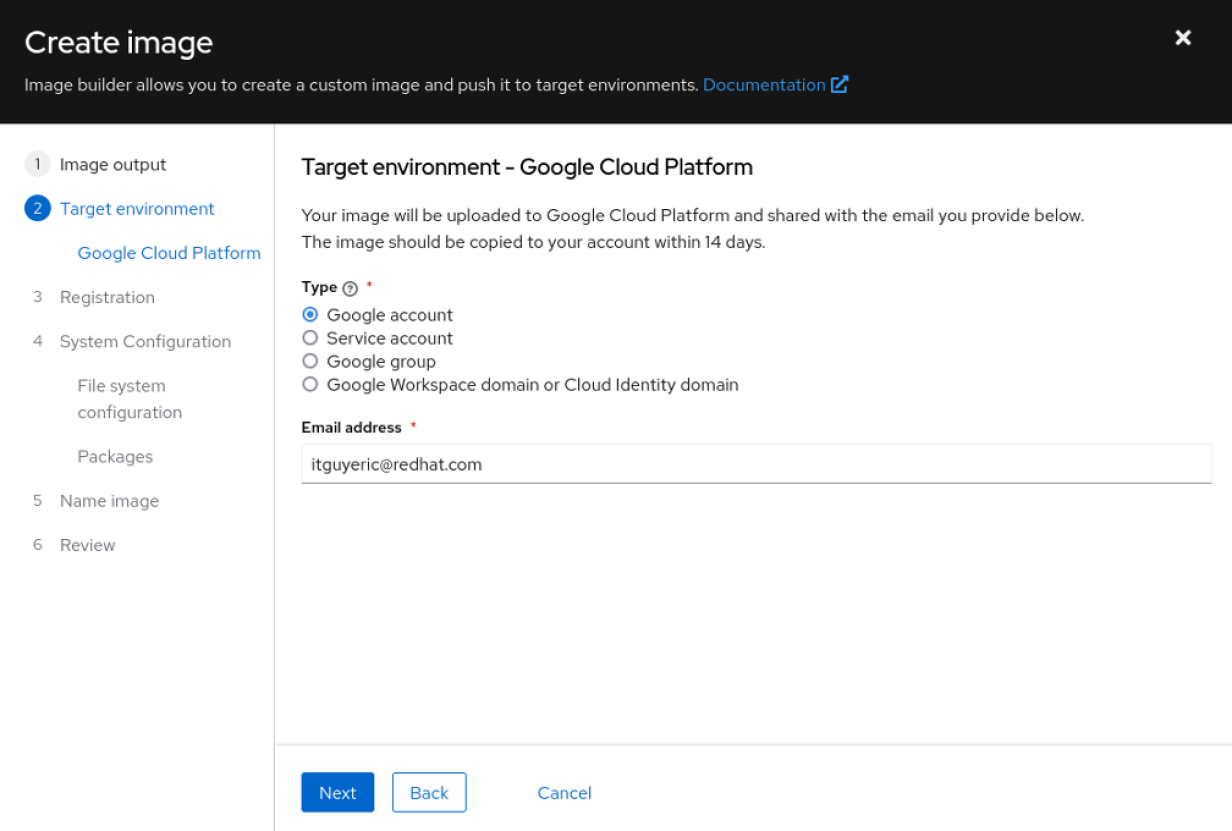 Create image
Image builder allows you to create a custom image and push it to target environments. Documentation
1 Image output
2 Target environment
Google Cloud Platform
3 Registration
4 System Configuration
File system
configuration
Packages
5 Name image
6 Review
Target environment - Google Cloud Platform
Your image will be uploaded to Google Cloud Platform and shared with the email you provide below.
The image should be copied to your account within 14 days.
Type ? *
Google account
Service account
Google group
Google Workspace domain or Cloud Identity domain
Email address *
itguyeric@redhat.com
Next Back Cancel